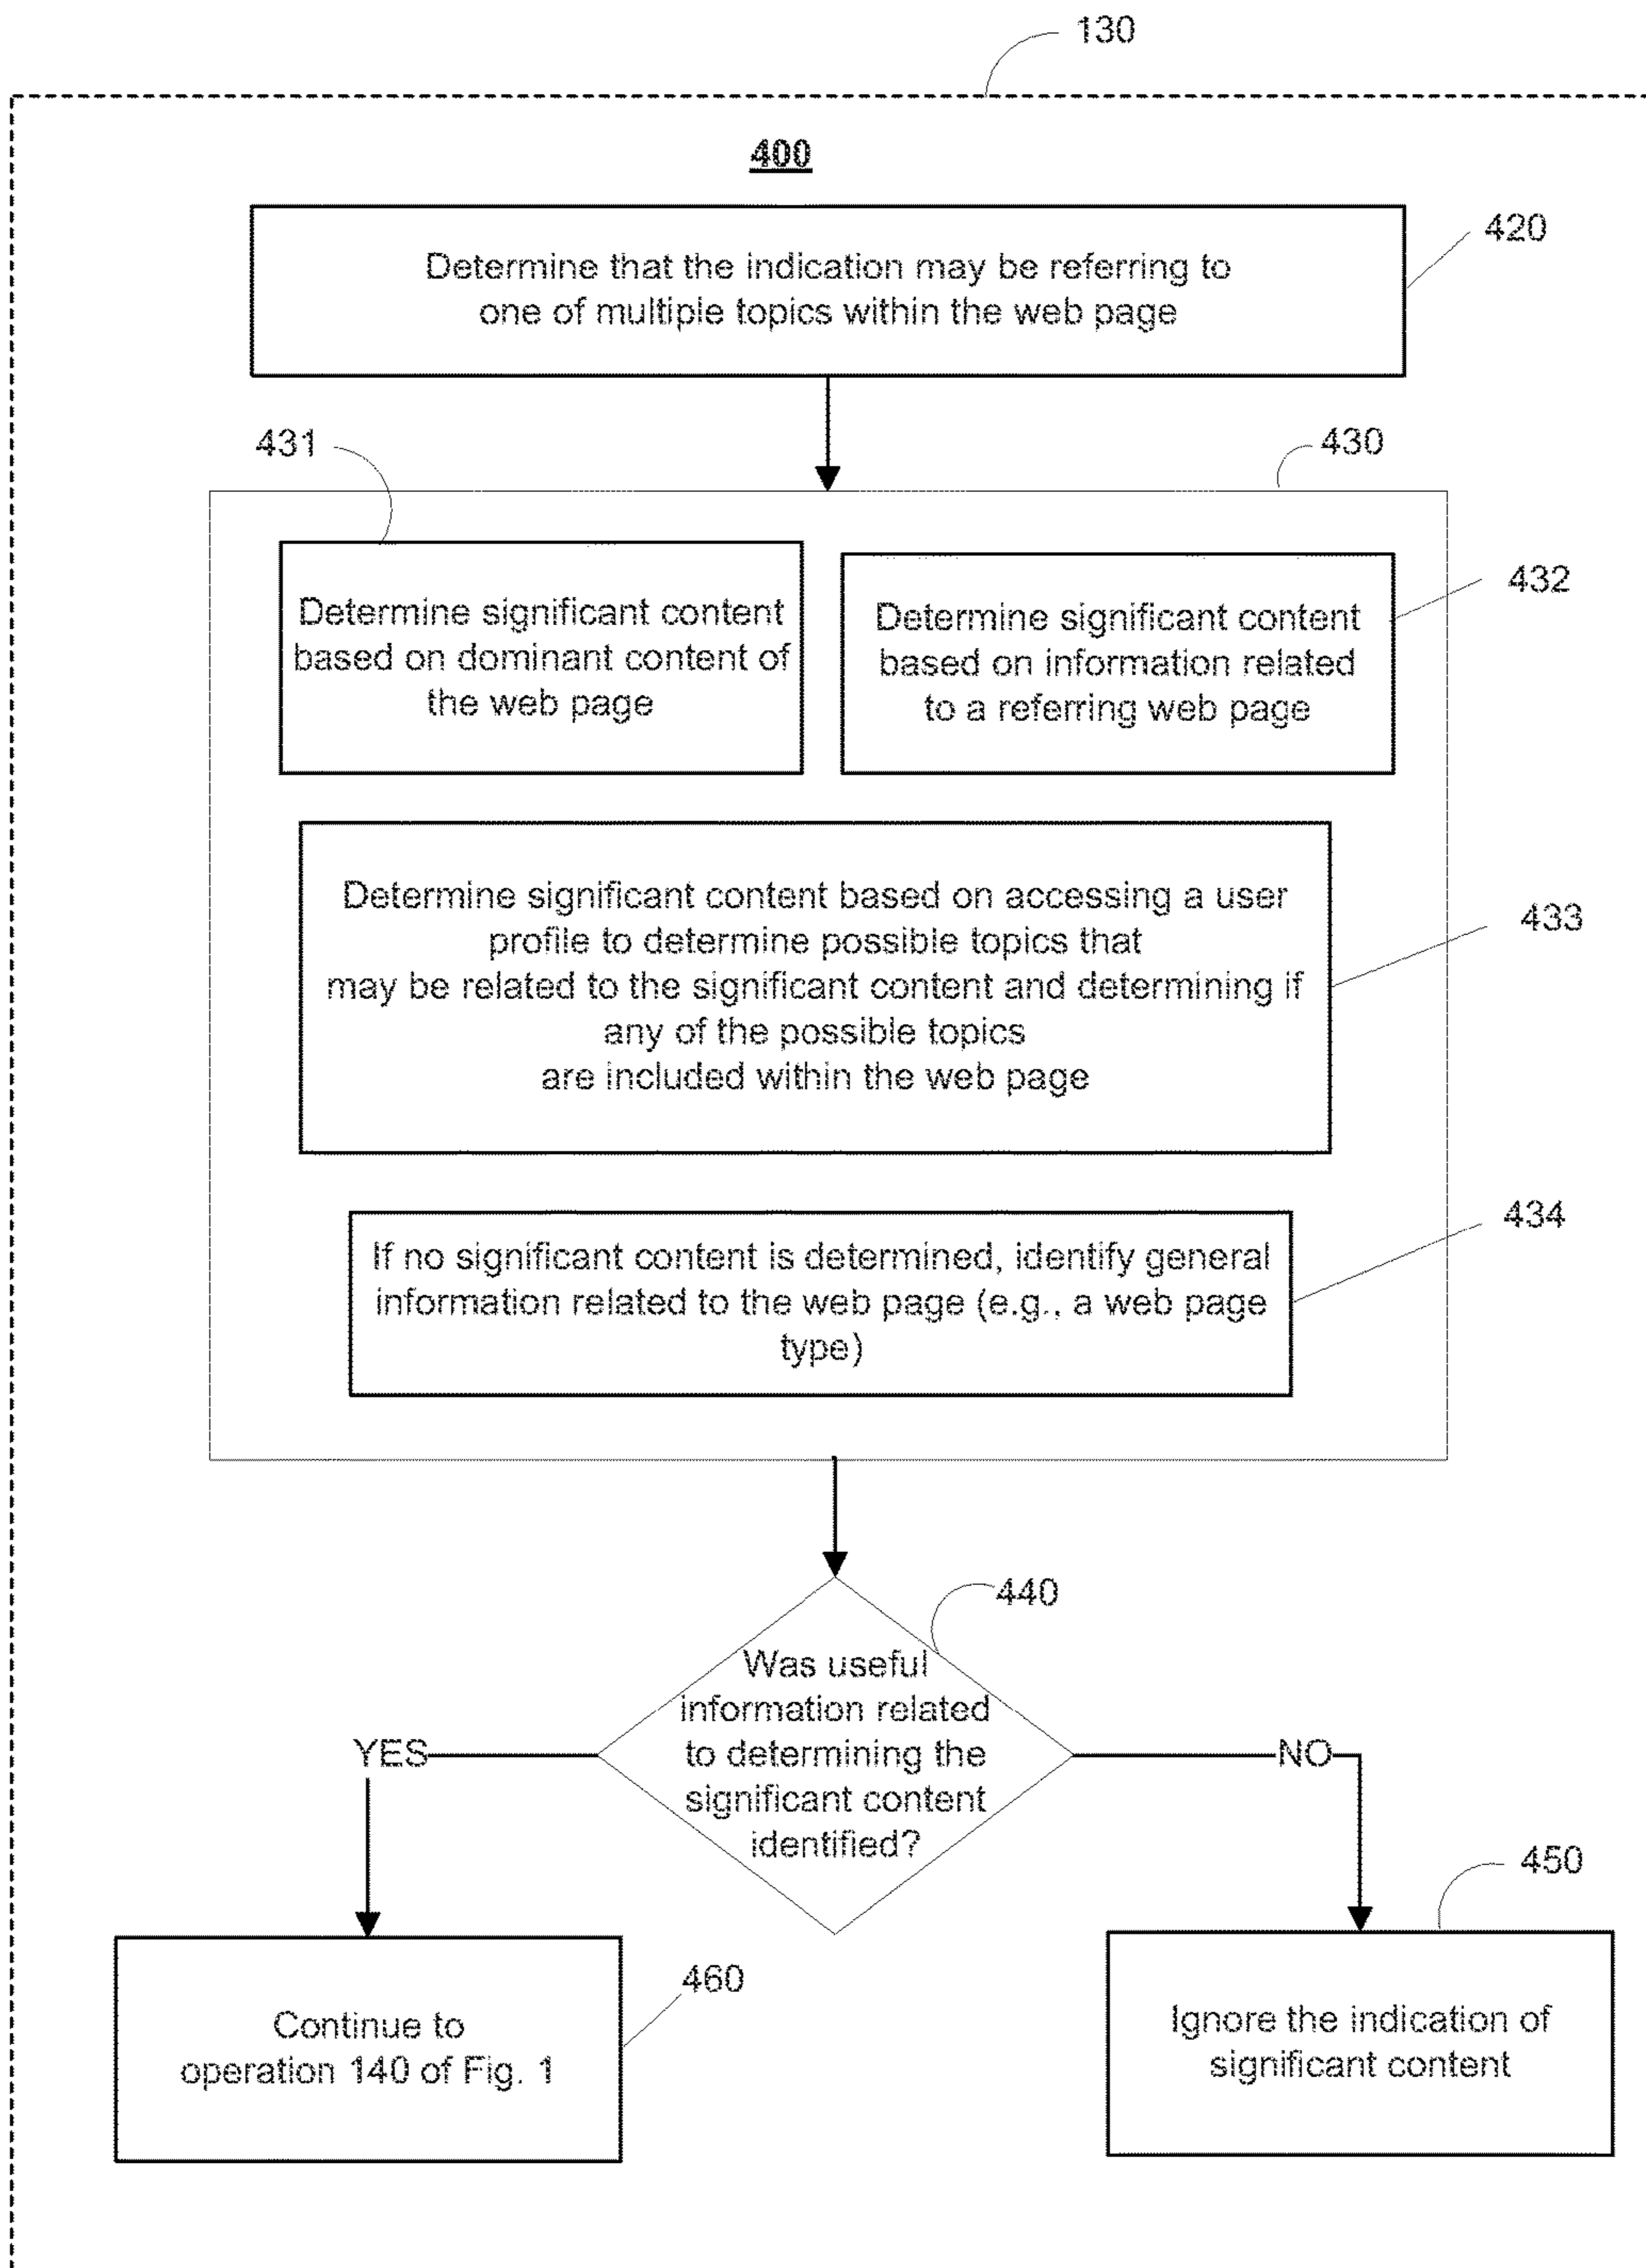 130
400
420
Determine that the indication may be referring to
one of multiple topics within the web page
431
430
Determine significant content
based on dominant content of
the web page
432
Determine significant content
based on information related
to a referring web page
433
Determine significant content based on accessing a user
profile to determine possible topics that
may be related to the significant content and determining if
any of the possible topics
are included within the web page
434
If no significant content is determined, identify general
information related to the web page (e.g., a web page
type)
440
Was useful
information related
to determining the
significant content
identified?
YES
NO
450
460
Continue to
operation 140 of Fig. 1
Ignore the indication of
significant content